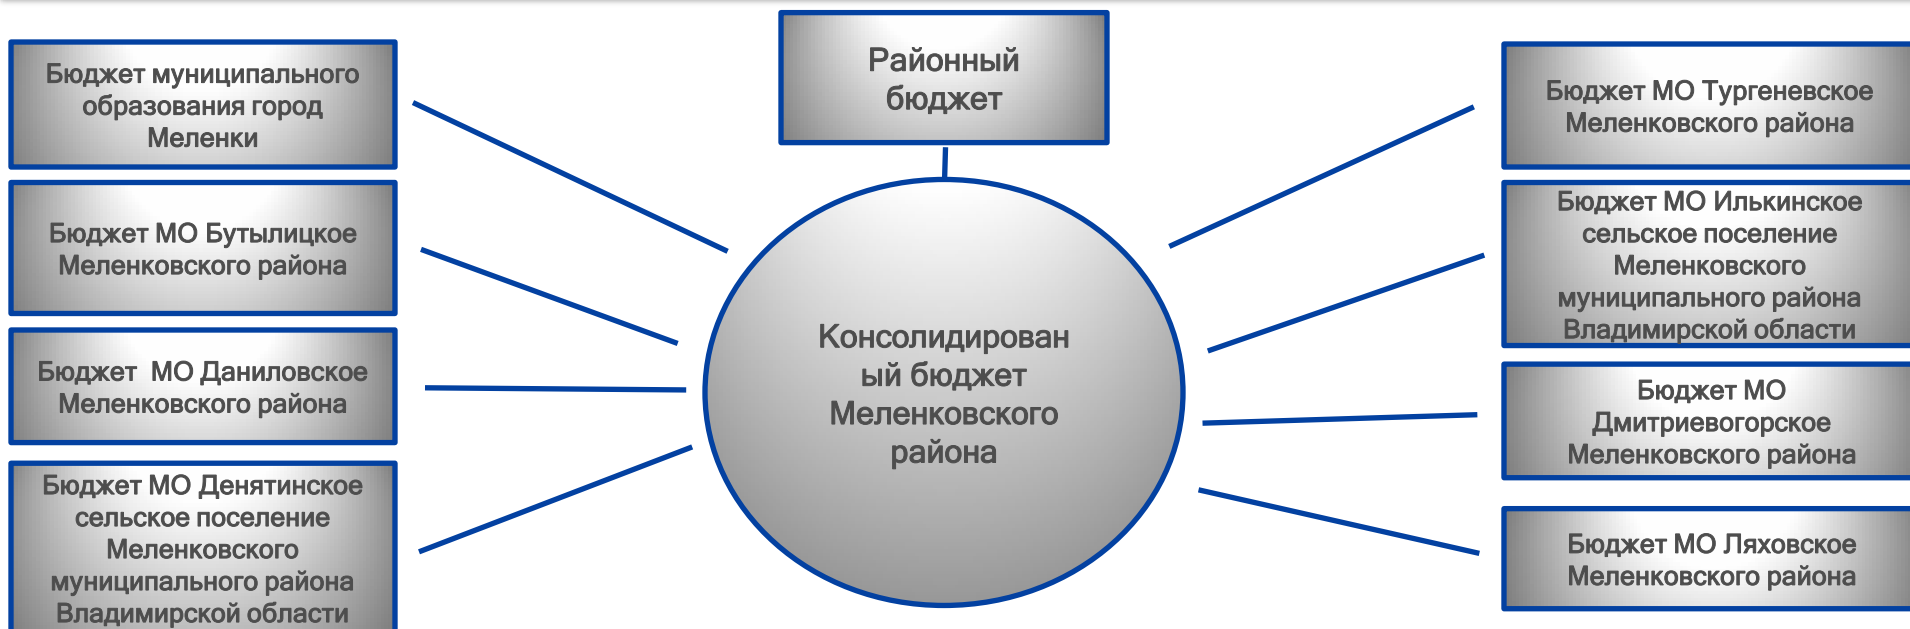 Районный
бюджет
Бюджет муниципального
образования город
Меленки
Бюджет МО Бутылицкое
Меленковского района
Бюджет МО Даниловское
Меленковского района
Бюджет МО Денятинское
сельское поселение
Меленковского
муниципального района
Владимирской области
Консолидирован
ый бюджет
Меленковского
района
Бюджет МО Тургеневское
Меленковского района
Бюджет МО Илькинское
сельское поселение
Меленковского
муниципального района
Владимирской области
Бюджет МО
Дмитриевогорское
Меленковского района
Бюджет МО Ляховское
Меленковского района